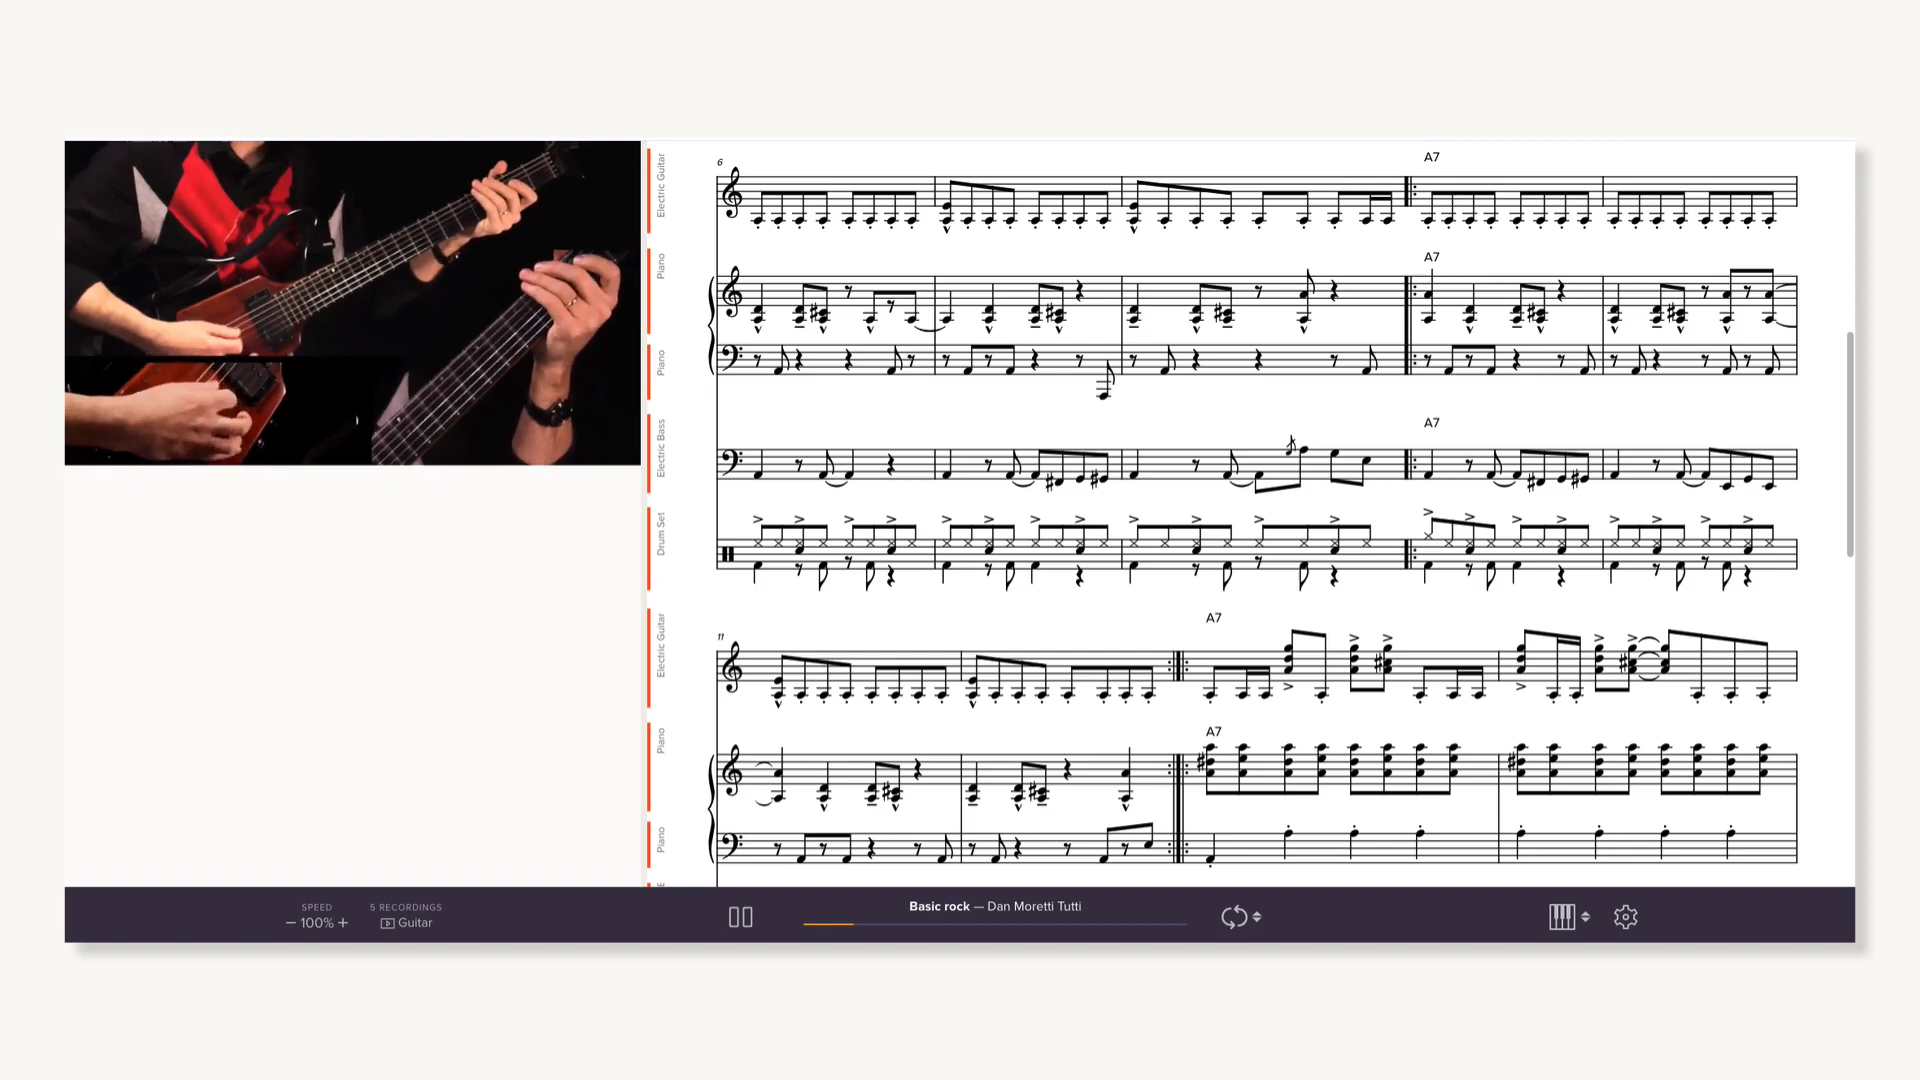 6
A7
Electric Guitar
A7
Piano
Piano
A7
Electric Bass
Drum Set
11
A7
Electric Guitar
A7
Piano
Piano
E
SPEED
— 100% +
5 RECORDINGS
Guitar
Basic rock — Dan Moretti Tutti